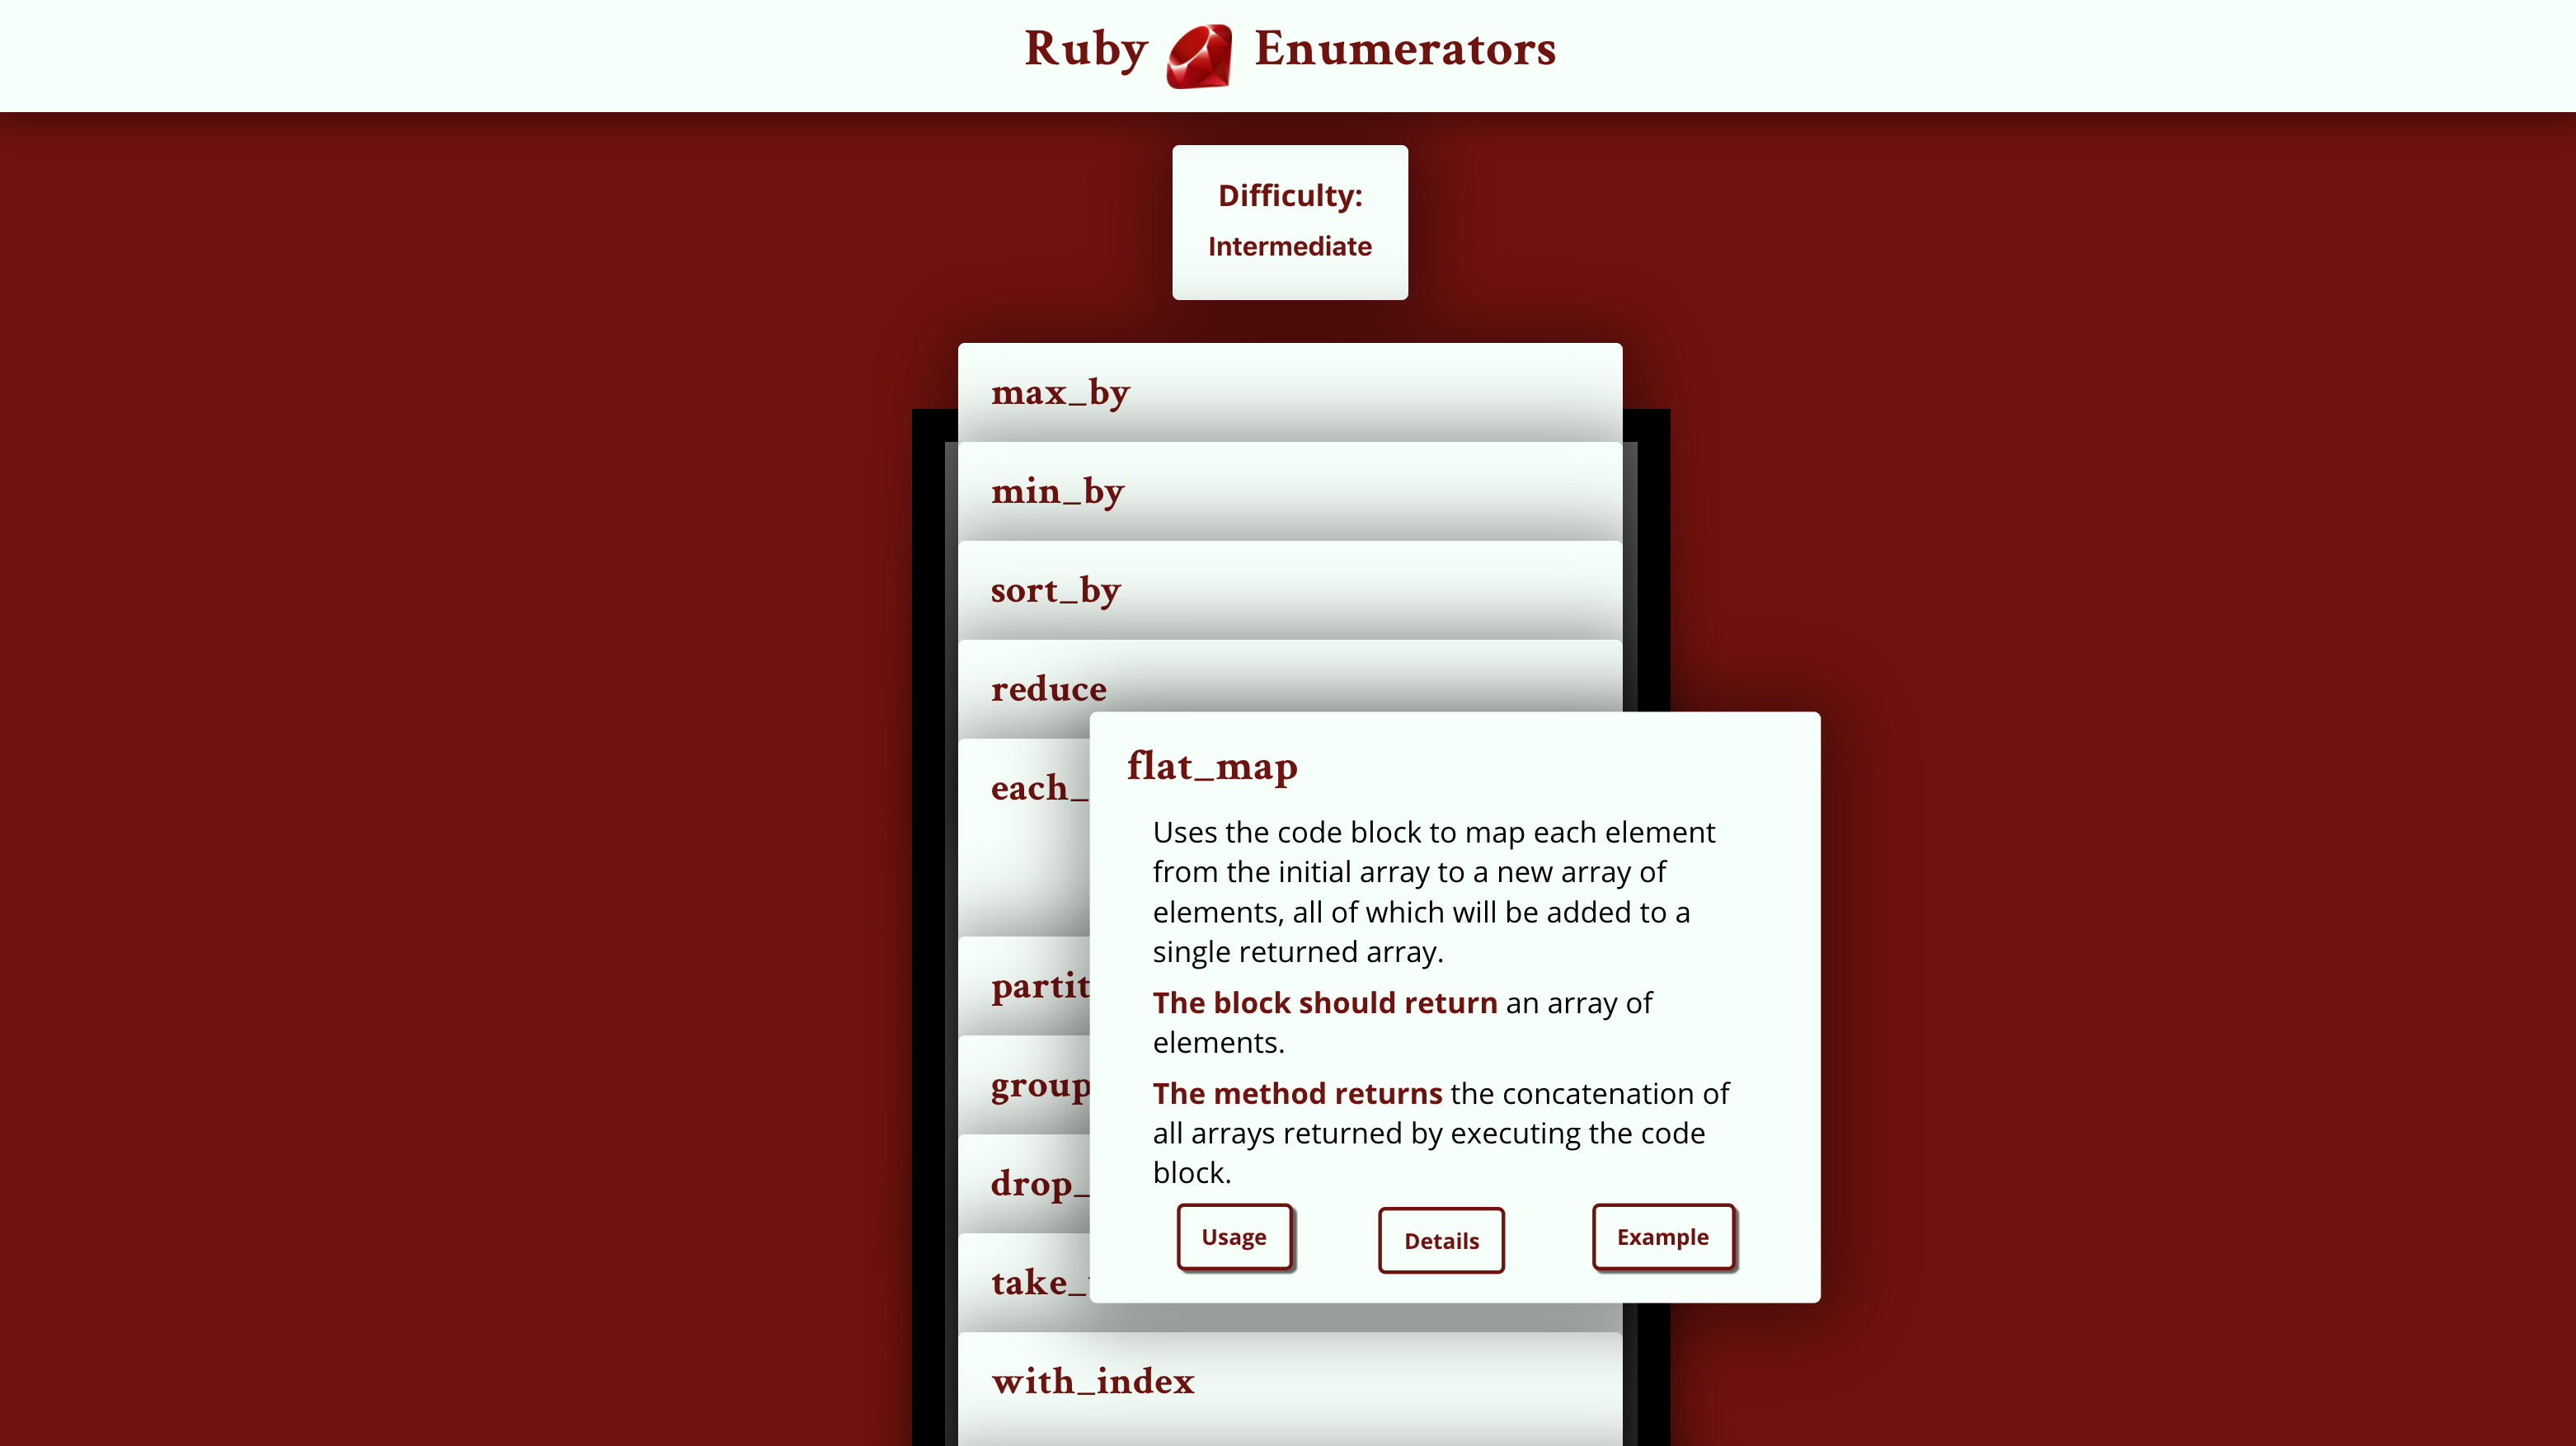 Ruby Enumerators
Difficulty:
Intermediate
max_by
min_by
sort_by
reduce
each_
partit
group
drop_
take_
with_index
flat_map
Uses the code block to map each element
from the initial array to a new array of
elements, all of which will be added to a
single returned array.
The block should return an array of
elements.
The method returns the concatenation of
all arrays returned by executing the code
block.
Usage
Details
Example